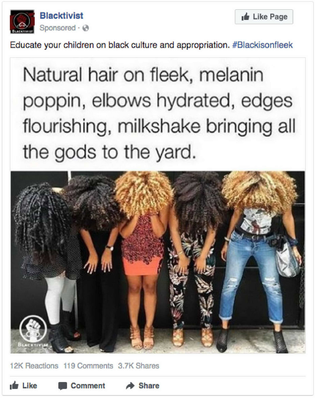 Blacktivist
Like Page
Sponsored ·
Educate your children on black culture and appropriation. #Blackisonfleek
Natural hair on fleek, melanin
poppin, elbows hydrated, edges
flourishing, milkshake bringing all
the gods to the yard.
BLACKTIVIST
12K Reactions 119 Comments 3.7K Shares
Like Comment Share